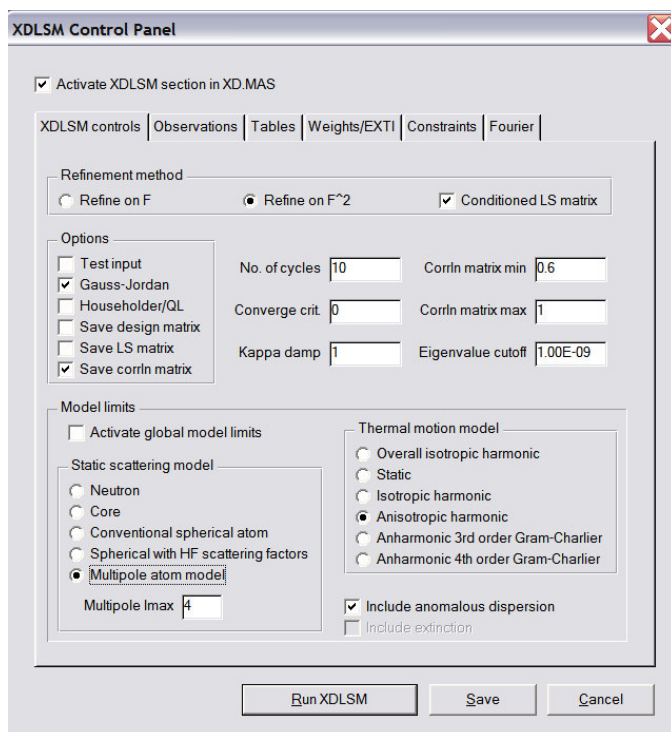 XDLSM Control Panel
Activate XDLSM section in XD.MAS
XDLSM controls Observations Tables Weights/EXTI Constraints Fourier
Refinement method
Refine on F Refine on F^2 Conditioned LS matrix
Options
Test input
Gauss-Jordan
Householder/QL
Save design matrix
Save LS matrix
Save corrln matrix
No. of cycles 10 Corrln matrix min 0.6
Converge crit. 0 Corrln matrix max 1
Kappa damp 1 Eigenvalue cutoff 1.00E-09
Model limits
Activate global model limits
Static scattering model
Neutron
Core
Conventional spherical atom
Spherical with HF scattering factors
Multipole atom model
Multipole lmax 4
Thermal motion model
Overall isotropic harmonic
Static
Isotropic harmonic
Anisotropic harmonic
Anharmonic 3rd order Gram-Charlier
Anharmonic 4th order Gram-Charlier
Include anomalous dispersion
Include extinction
Run XDLSM Save Cancel